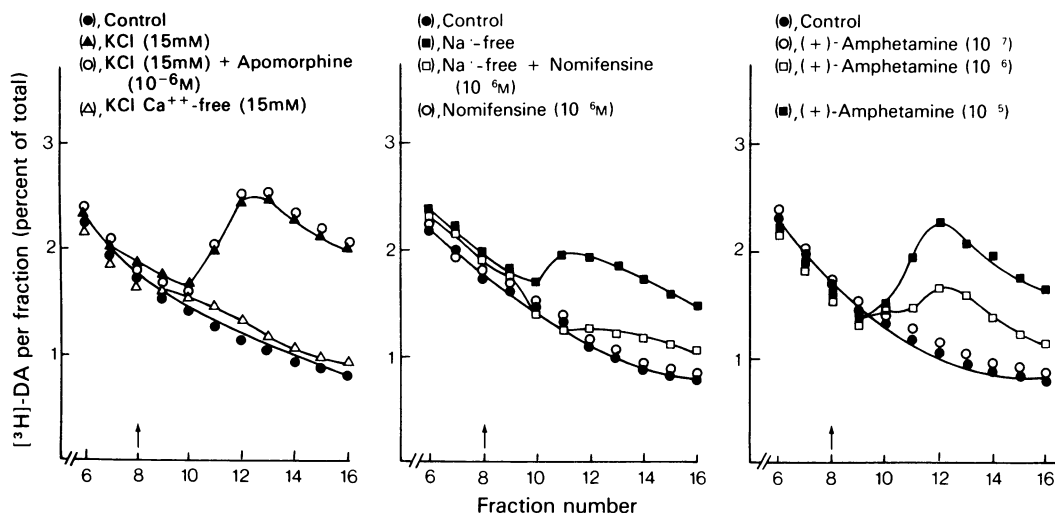 (●), Control
(▲), KCl (15mM)
(○), KCl (15mM) + Apomorphine
(10⁻⁶M)
(△), KCl Ca⁺⁺-free (15mM)
(●), Control
(■), Na·-free
(□), Na·-free + Nomifensine
(10 ⁶M)
(○), Nomifensine (10 ⁶M)
(●), Control
(○), (+)-Amphetamine (10 ⁷)
(□), (+)-Amphetamine (10 ⁶)
(■), (+)-Amphetamine (10 ⁵)
[³H]-DA per fraction (percent of total)
3
2
1
6 8 10 12 14 16
3
2
1
6 8 10 12 14 16
3
2
1
6 8 10 12 14 16
Fraction number